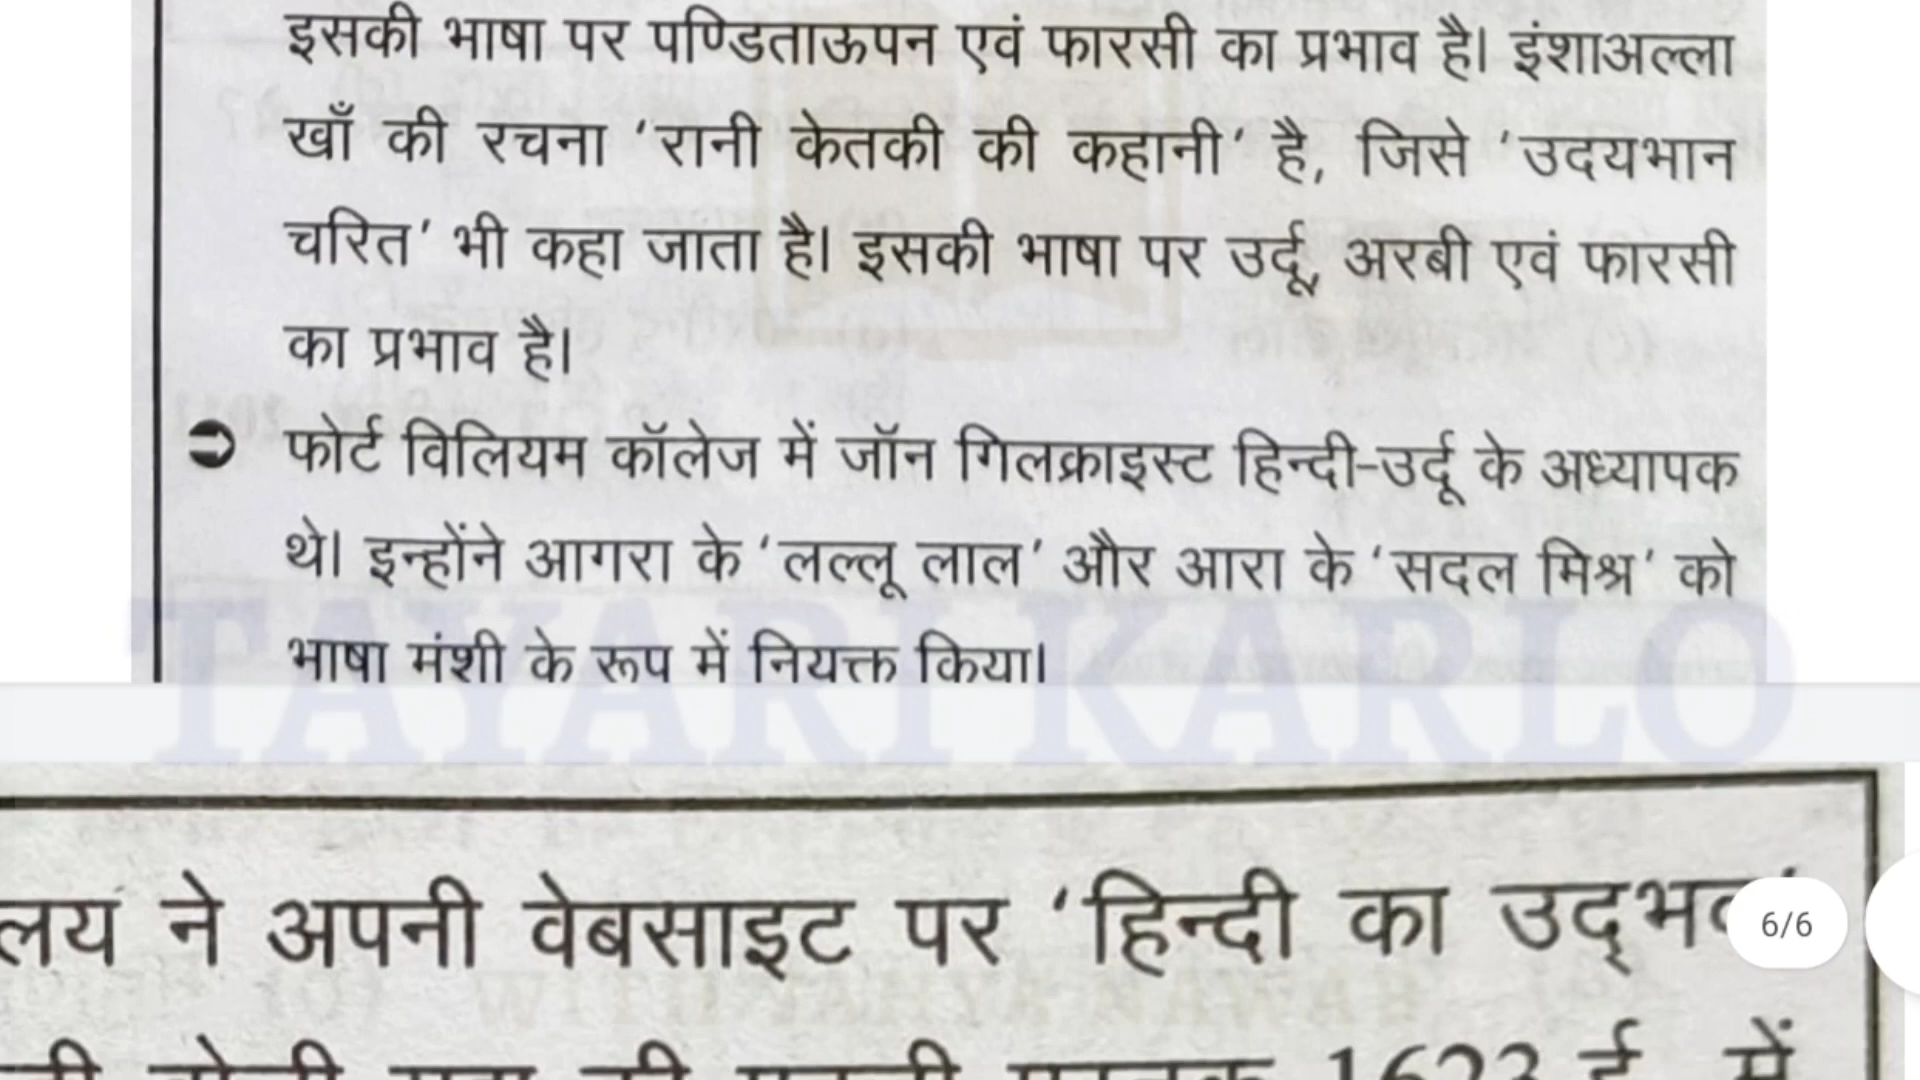 इसकी भाषा पर पण्डिताऊपन एवं फारसी का प्रभाव है। इंशाअल्ला
खाँ की रचना ‘रानी केतकी की कहानी’ है, जिसे ‘उदयभान
चरित’ भी कहा जाता है। इसकी भाषा पर उर्दू, अरबी एवं फारसी
का प्रभाव है।
फोर्ट विलियम कॉलेज में जॉन गिलक्राइस्ट हिन्दी-उर्दू के अध्यापक
थे। इन्होंने आगरा के ‘लल्लू लाल’ और आरा के ‘सदल मिश्र’ को
भाषा मुंशी के रूप में नियुक्त किया।
TAYARI KARLO
लय ने अपनी वेबसाइट पर ‘हिन्दी का
6/6
1623 ई. में